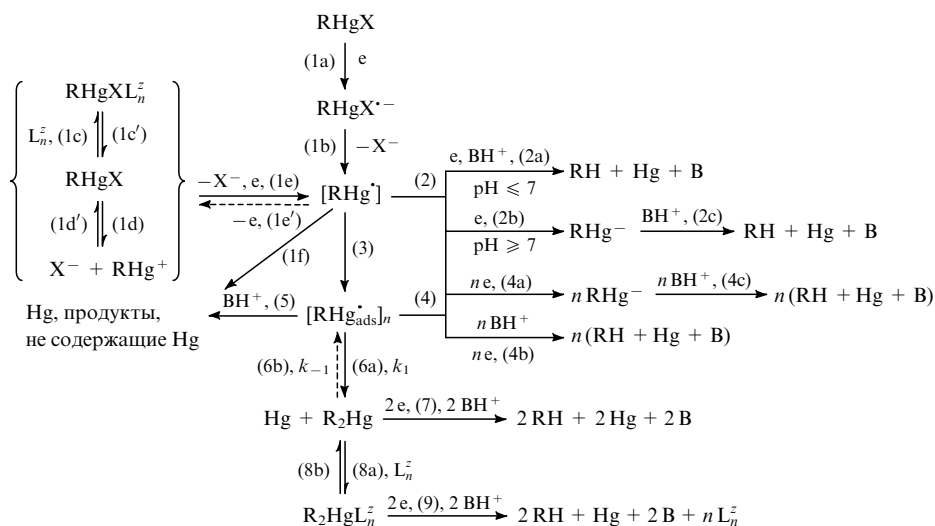 RHgX
(1a) e
RHgX•−
(1b) −X−
RHgXLnz
Lnz, (1c) (1c′)
RHgX
(1d′) (1d)
X− + RHg+
−X−, e, (1e)
−e, (1e′)
[RHg•]
(2)
e, BH+, (2a)
pH ⩽ 7
RH + Hg + B
e, (2b)
pH ⩾ 7
RHg−
BH+, (2c)
RH + Hg + B
(1f)
(3)
Hg, продукты,
не содержащие Hg
BH+, (5)
[RHg•ads]n
(4)
n e, (4a)
n RHg−
n BH+, (4c)
n(RH + Hg + B)
n BH+
n e, (4b)
n(RH + Hg + B)
(6b), k−1 (6a), k1
Hg + R2Hg
2 e, (7), 2 BH+
2 RH + 2 Hg + 2 B
(8b) (8a), Lnz
R2HgLnz
2 e, (9), 2 BH+
2 RH + Hg + 2 B + n Lnz